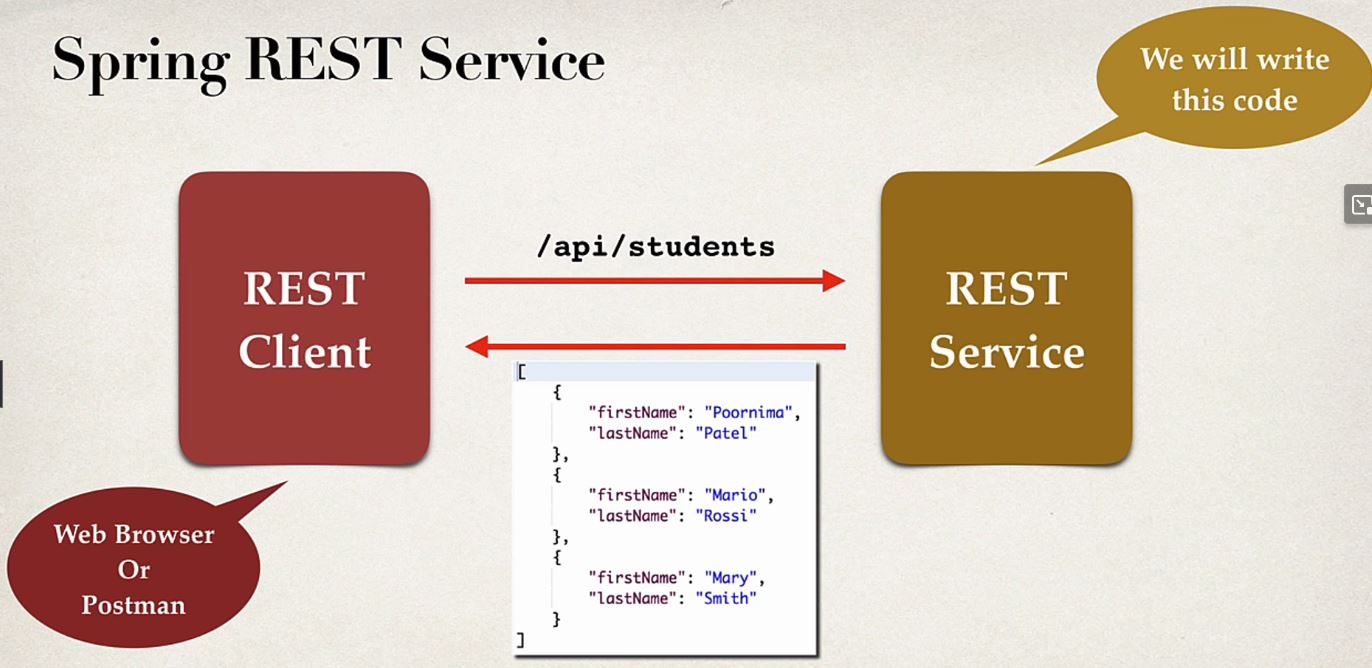 Spring REST Service
We will write
this code
REST
Client
/api/students
REST
Service
[
{
"firstName": "Poornima",
"lastName": "Patel"
},
{
"firstName": "Mario",
"lastName": "Rossi"
},
{
"firstName": "Mary",
"lastName": "Smith"
}
]
Web Browser
Or
Postman